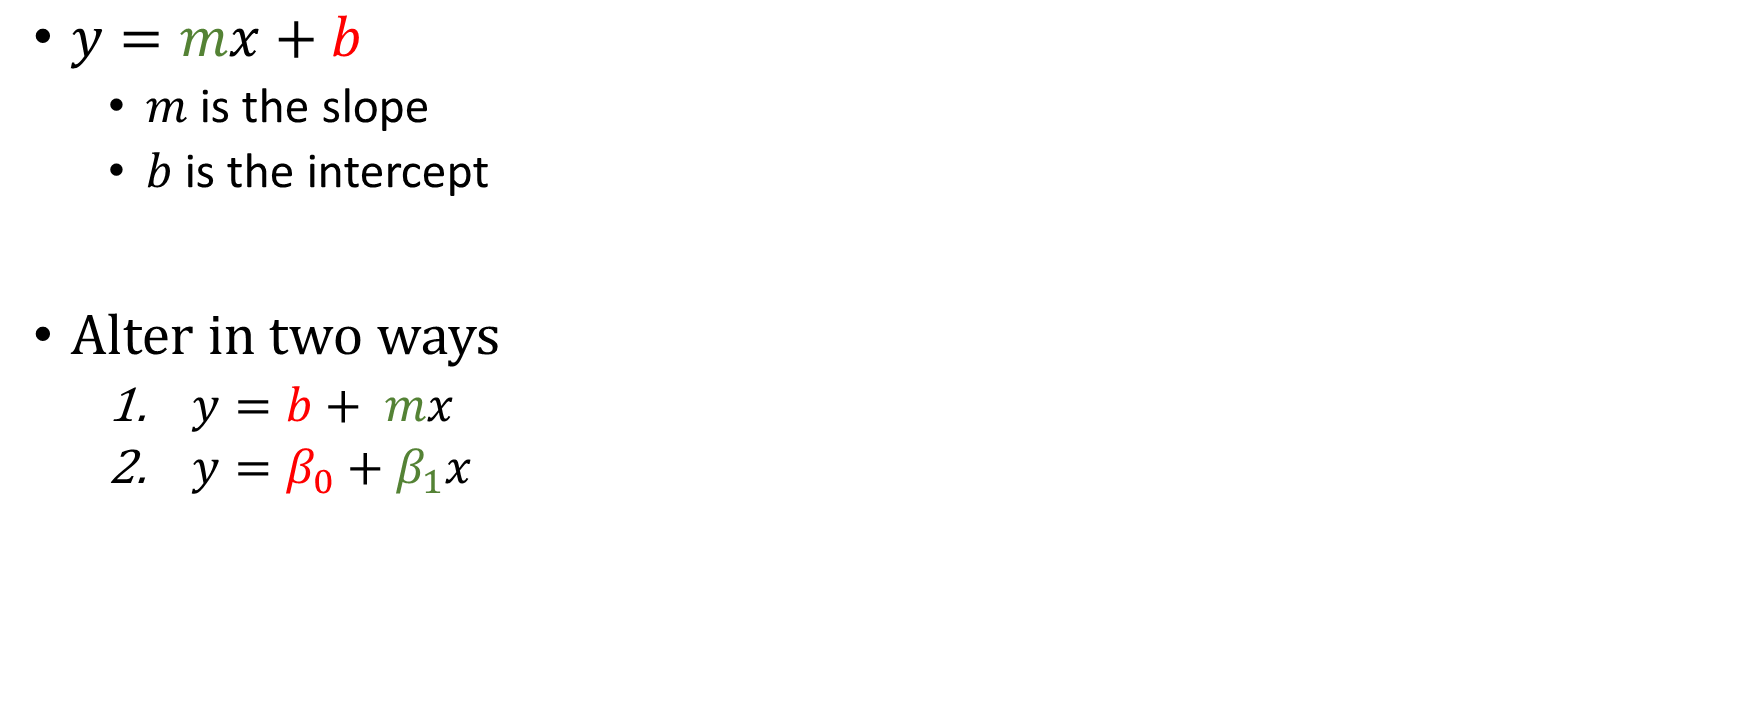 • y = mx + b
• m is the slope
• b is the intercept
• Alter in two ways
1. y = b + mx
2. y = β₀ + β₁x